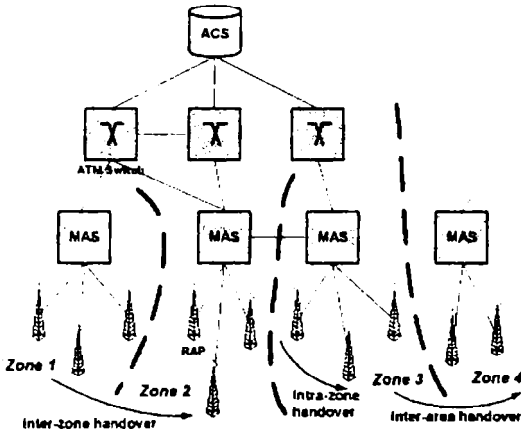 ACS
ATM Switch
MAS
MAS
MAS
MAS
RAP
Zone 1
Zone 2
Intra-zone
handover
Zone 3
Zone 4
Inter-zone handover
Inter-area handover